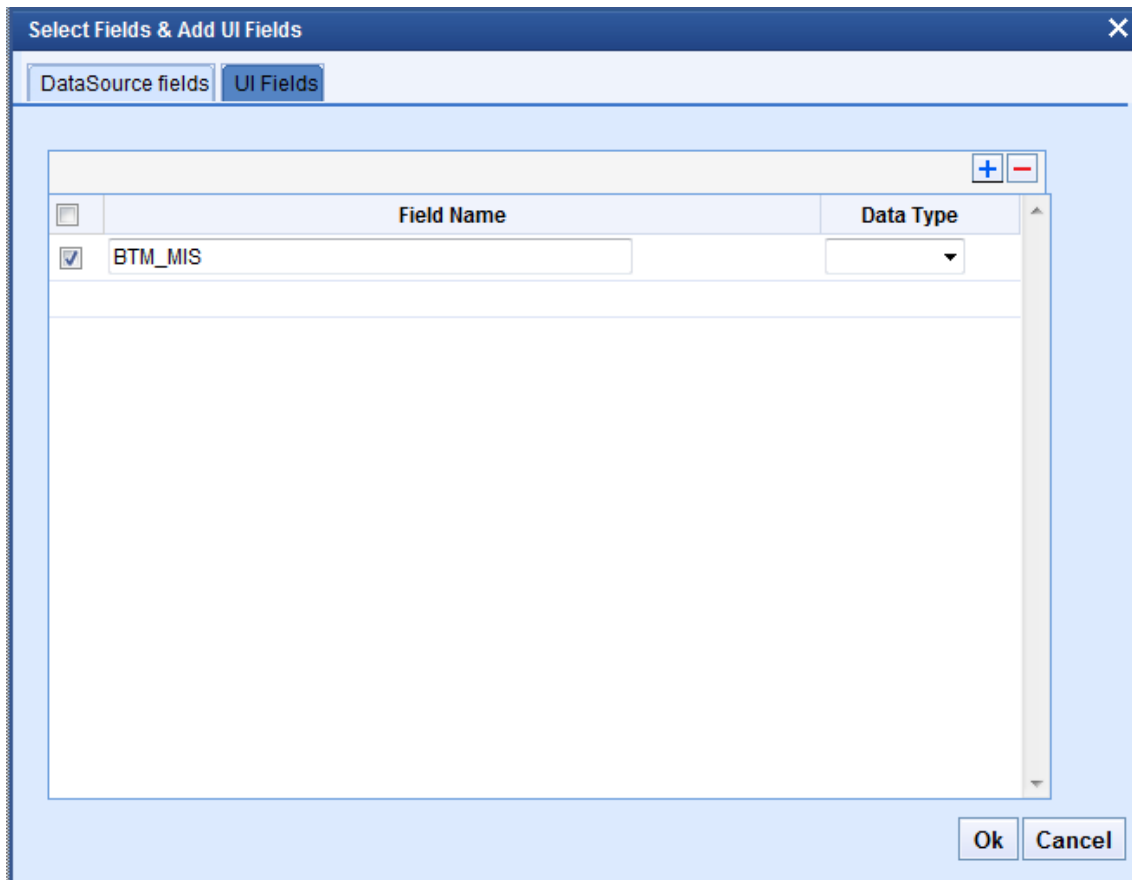 Select Fields & Add UI Fields
DataSource fields UI Fields
Field Name Data Type
BTM_MIS
Ok Cancel